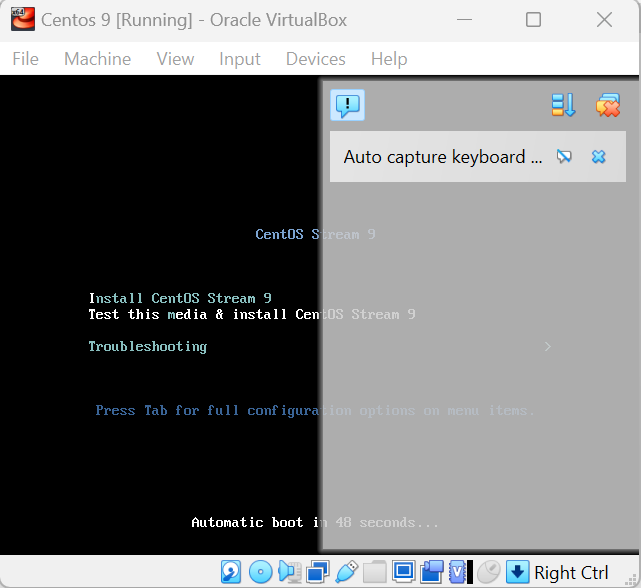 Centos 9 [Running] - Oracle VirtualBox
File Machine View Input Devices Help
Auto capture keyboard ...
CentOS Stream 9
Install CentOS Stream 9
Test this media & install CentOS Stream 9
Troubleshooting >
Press Tab for full configuration options on menu items.
Automatic boot in 48 seconds...
Right Ctrl